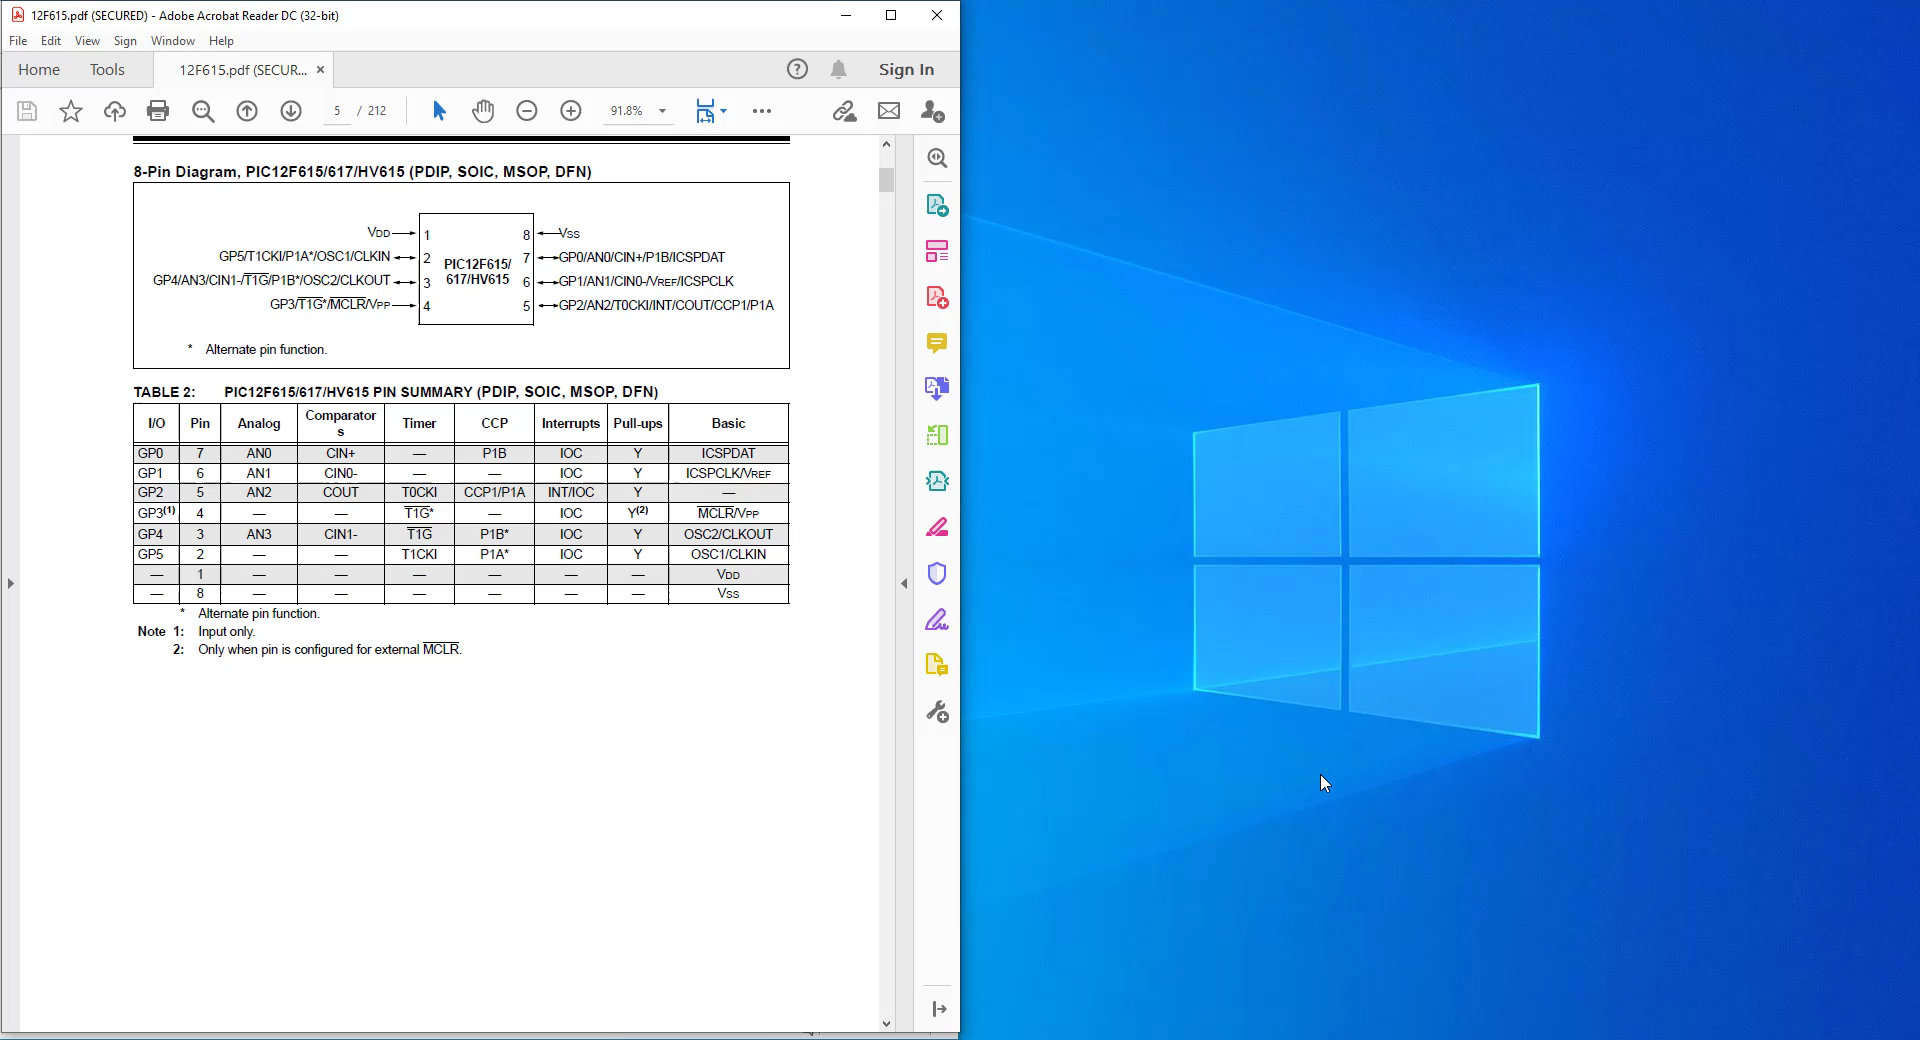 12F615.pdf (SECURED) - Adobe Acrobat Reader DC (32-bit)
File Edit View Sign Window Help
Home Tools 12F615.pdf (SECUR... × Sign In
5 / 212 91.8%
8-Pin Diagram, PIC12F615/617/HV615 (PDIP, SOIC, MSOP, DFN)
VDD 1 8 VSS
GP5/T1CKI/P1A*/OSC1/CLKIN 2 7 GP0/AN0/CIN+/P1B/ICSPDAT
PIC12F615/
617/HV615
GP4/AN3/CIN1-/T1G/P1B*/OSC2/CLKOUT 3 6 GP1/AN1/CIN0-/VREF/ICSPCLK
GP3/T1G*/MCLR/VPP 4 5 GP2/AN2/T0CKI/INT/COUT/CCP1/P1A
* Alternate pin function.
TABLE 2: PIC12F615/617/HV615 PIN SUMMARY (PDIP, SOIC, MSOP, DFN)
I/O Pin Analog Comparator
s Timer CCP Interrupts Pull-ups Basic
GP0 7 AN0 CIN+ — P1B IOC Y ICSPDAT
GP1 6 AN1 CIN0- — — IOC Y ICSPCLK/VREF
GP2 5 AN2 COUT T0CKI CCP1/P1A INT/IOC Y —
GP3(1) 4 — — T1G* — IOC Y(2) MCLR/VPP
GP4 3 AN3 CIN1- T1G P1B* IOC Y OSC2/CLKOUT
GP5 2 — — T1CKI P1A* IOC Y OSC1/CLKIN
— 1 — — — — — — VDD
— 8 — — — — — — VSS
* Alternate pin function.
Note 1: Input only.
2: Only when pin is configured for external MCLR.